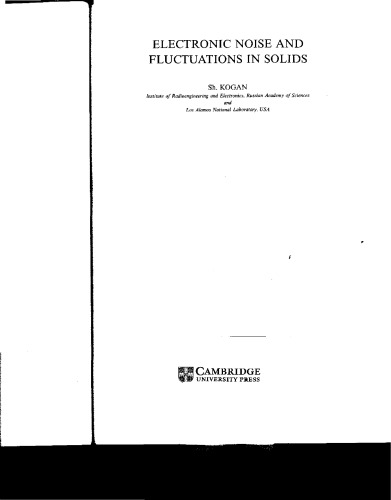 ELECTRONIC NOISE AND
FLUCTUATIONS IN SOLIDS
Sh. KOGAN
Institute of Radioengineering and Electronics, Russian Academy of Sciences
and
Los Alamos National Laboratory, USA
CAMBRIDGE
UNIVERSITY PRESS